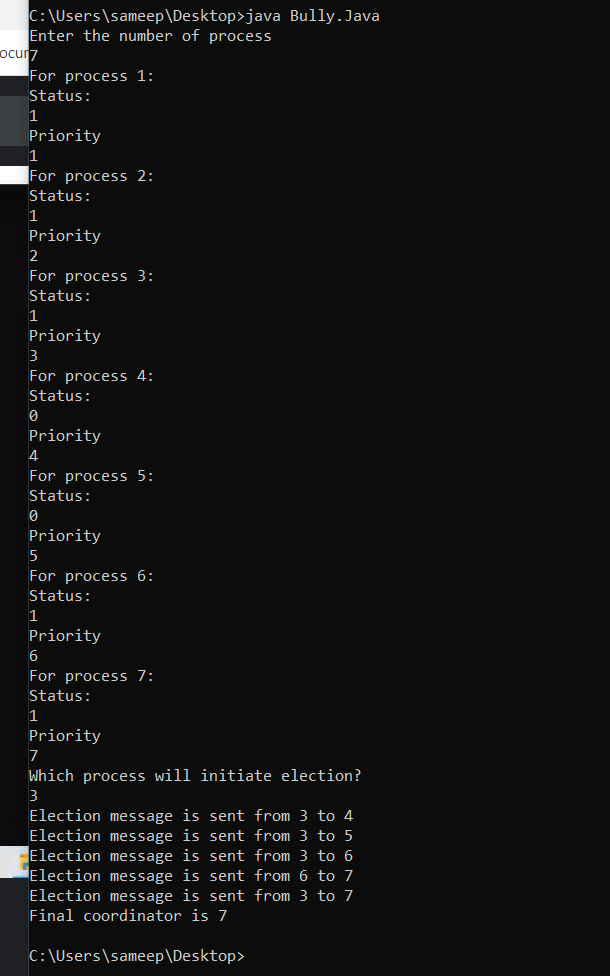 C:\Users\sameep\Desktop>java Bully.Java
Enter the number of process
ocur
7
For process 1:
Status:
1
Priority
1
For process 2:
Status:
1
Priority
2
For process 3:
Status:
1
Priority
3
For process 4:
Status:
0
Priority
4
For process 5:
Status:
0
Priority
5
For process 6:
Status:
1
Priority
6
For process 7:
Status:
1
Priority
7
Which process will initiate election?
3
Election message is sent from 3 to 4
Election message is sent from 3 to 5
Election message is sent from 3 to 6
Election message is sent from 6 to 7
Election message is sent from 3 to 7
Final coordinator is 7
C:\Users\sameep\Desktop>